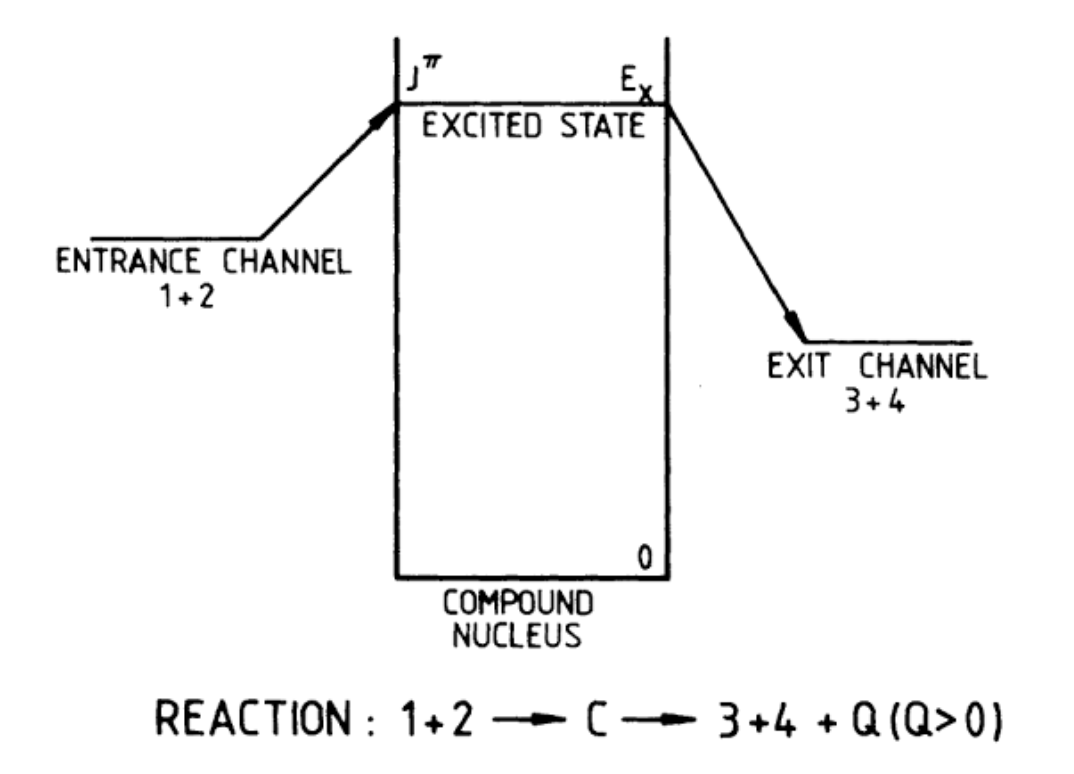 J^π
E_x
EXCITED STATE
ENTRANCE CHANNEL
1+2
EXIT CHANNEL
3+4
0
COMPOUND
NUCLEUS
REACTION: 1+2 → C → 3+4 + Q (Q>0)